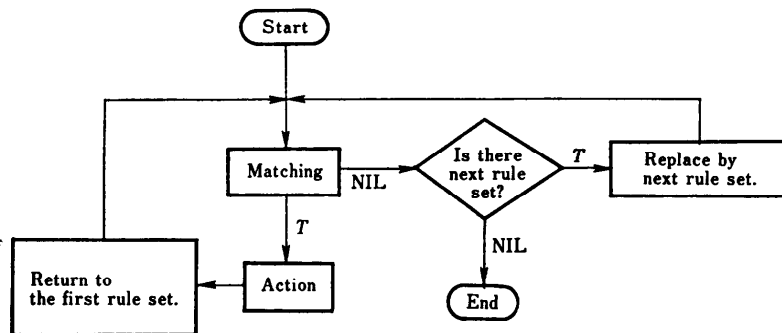 Start
Matching
NIL
Is there
next rule
set?
T
Replace by
next rule set.
T
NIL
Return to
the first rule set.
Action
End